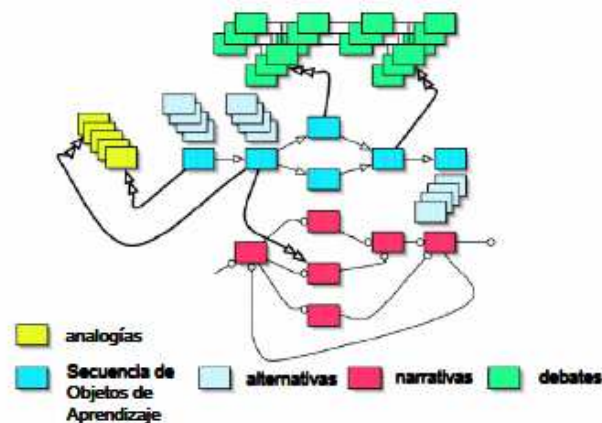 analogías
Secuencia de
Objetos de
Aprendizaje
alternativas
narrativas
debates